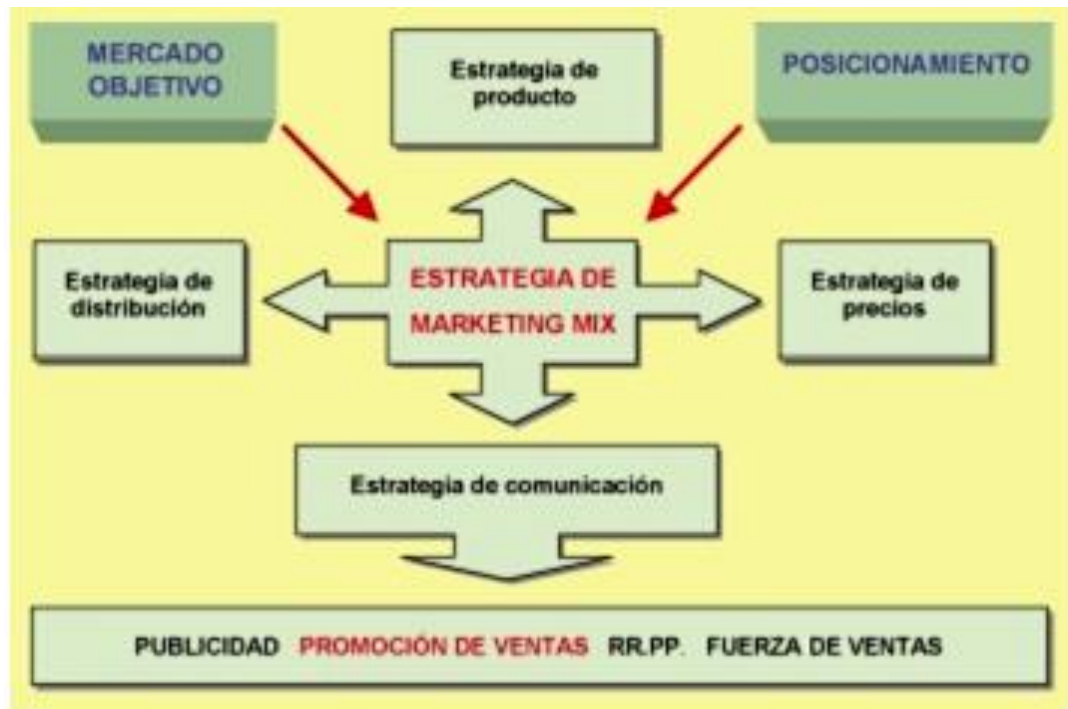 MERCADO
OBJETIVO
Estrategia de
producto
POSICIONAMIENTO
Estrategia de
distribución
ESTRATEGIA DE
MARKETING MIX
Estrategia de
precios
Estrategia de comunicación
PUBLICIDAD PROMOCIÓN DE VENTAS RR.PP. FUERZA DE VENTAS